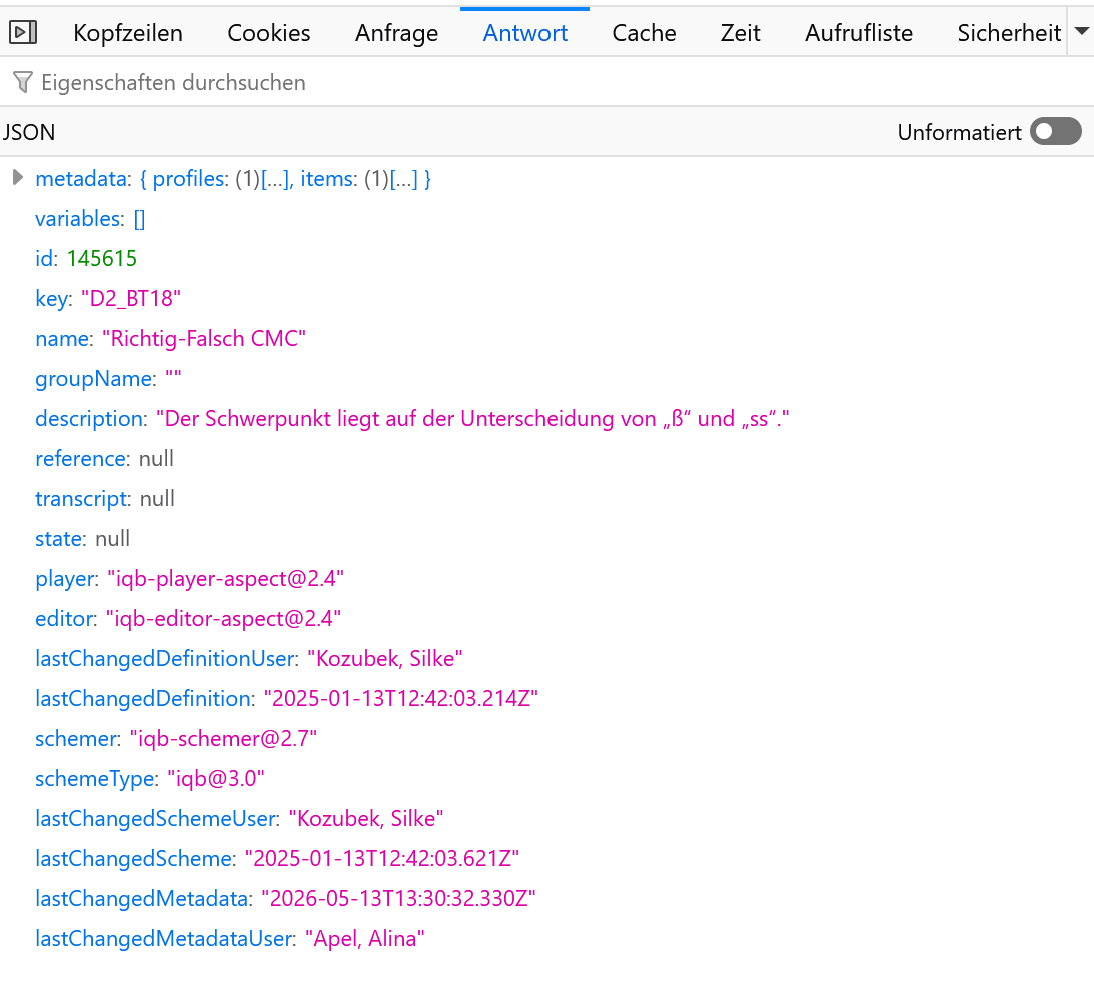 Kopfzeilen Cookies Anfrage Antwort Cache Zeit Aufrufliste Sicherheit
Eigenschaften durchsuchen
JSON Unformatiert
metadata: { profiles: (1)[…], items: (1)[…] }
variables: []
id: 145615
key: "D2_BT18"
name: "Richtig-Falsch CMC"
groupName: ""
description: "Der Schwerpunkt liegt auf der Unterscheidung von „ß“ und „ss“."
reference: null
transcript: null
state: null
player: "iqb-player-aspect@2.4"
editor: "iqb-editor-aspect@2.4"
lastChangedDefinitionUser: "Kozubek, Silke"
lastChangedDefinition: "2025-01-13T12:42:03.214Z"
schemer: "iqb-schemer@2.7"
schemeType: "iqb@3.0"
lastChangedSchemeUser: "Kozubek, Silke"
lastChangedScheme: "2025-01-13T12:42:03.621Z"
lastChangedMetadata: "2026-05-13T13:30:32.330Z"
lastChangedMetadataUser: "Apel, Alina"